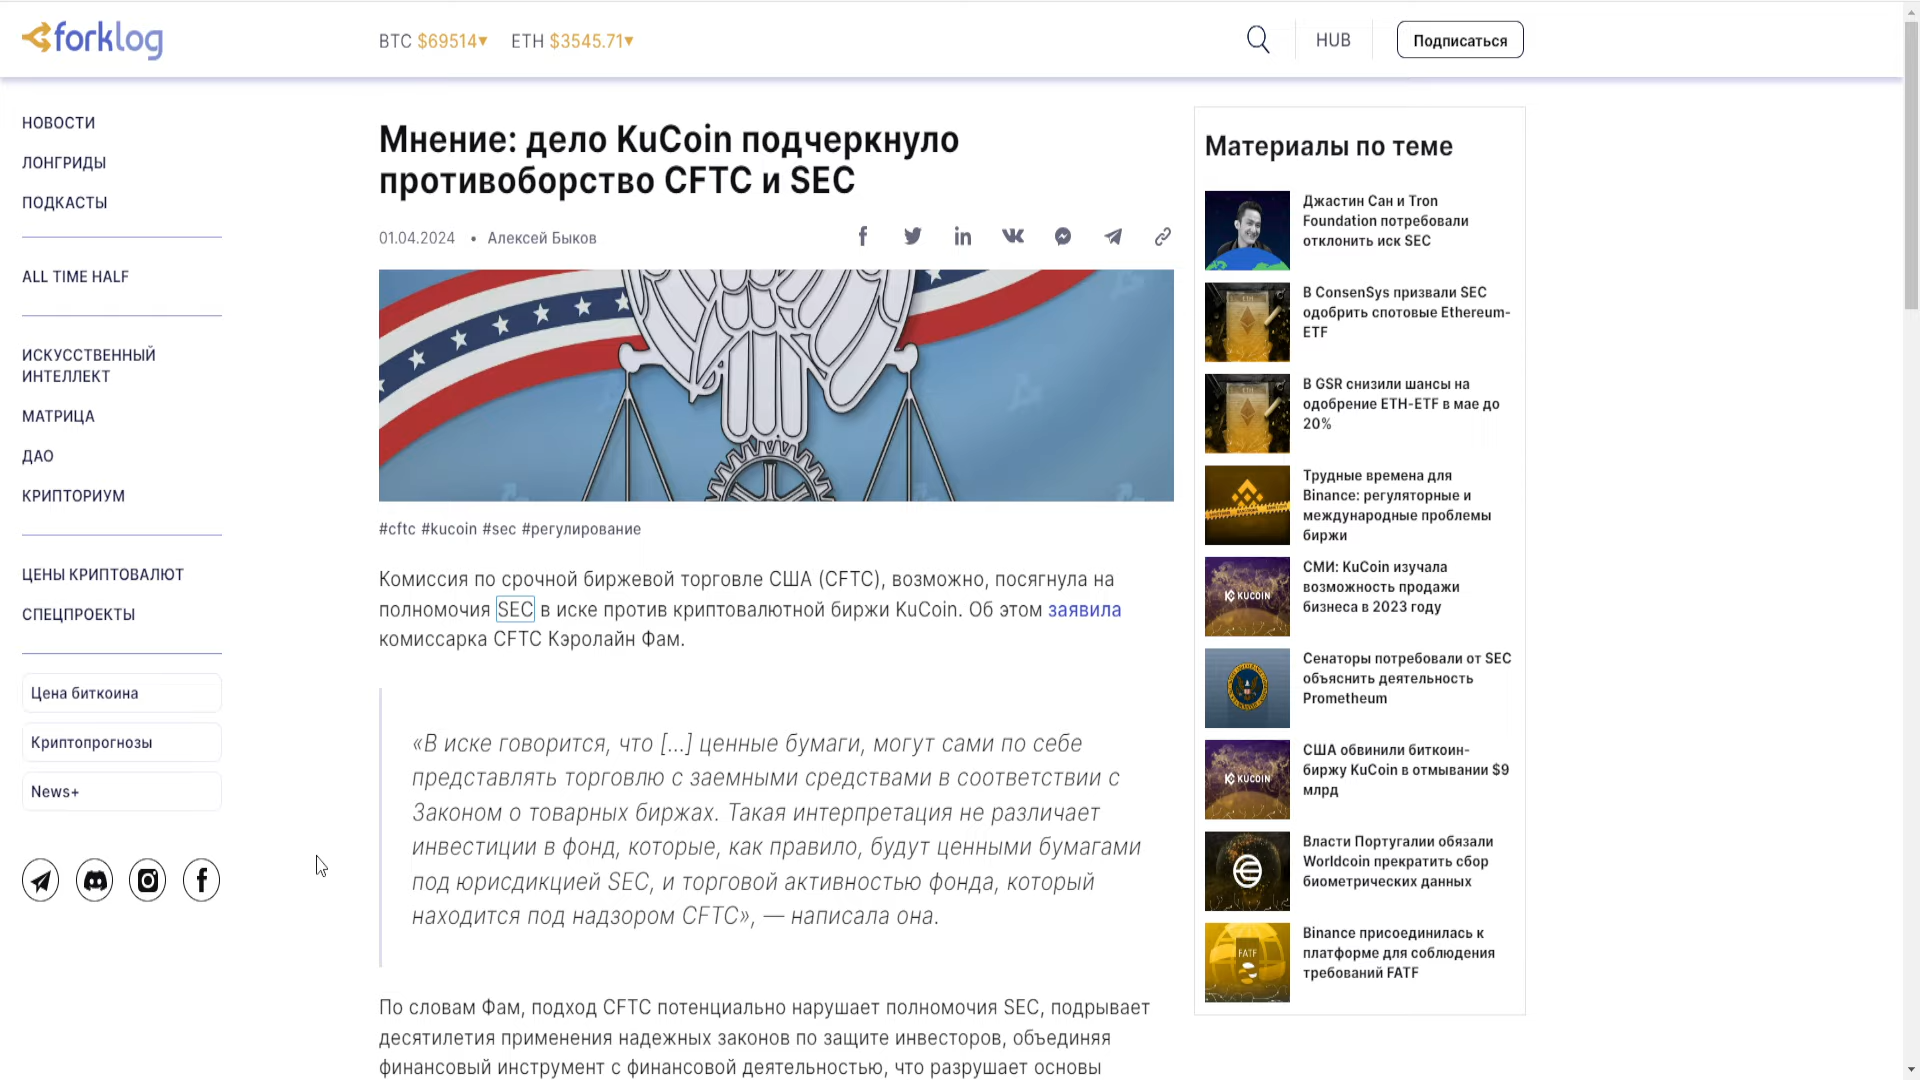 forklog
BTC $69514▼ ETH $3545.71▼
HUB
Подписаться
НОВОСТИ
ЛОНГРИДЫ
ПОДКАСТЫ
ALL TIME HALF
ИСКУССТВЕННЫЙ
ИНТЕЛЛЕКТ
МАТРИЦА
ДАО
КРИПТОРИУМ
ЦЕНЫ КРИПТОВАЛЮТ
СПЕЦПРОЕКТЫ
Цена биткоина
Криптопрогнозы
News+
Мнение: дело KuCoin подчеркнуло
противоборство CFTC и SEC
01.04.2024 • Алексей Быков
#cftc #kucoin #sec #регулирование
Комиссия по срочной биржевой торговле США (CFTC), возможно, посягнула на
полномочия SEC в иске против криптовалютной биржи KuCoin. Об этом заявила
комиссарка CFTC Кэролайн Фам.
«В иске говорится, что [...] ценные бумаги, могут сами по себе
представлять торговлю с заемными средствами в соответствии с
Законом о товарных биржах. Такая интерпретация не различает
инвестиции в фонд, которые, как правило, будут ценными бумагами
под юрисдикцией SEC, и торговой активностью фонда, который
находится под надзором CFTC», — написала она.
По словам Фам, подход CFTC потенциально нарушает полномочия SEC, подрывает
десятилетия применения надежных законов по защите инвесторов, объединяя
финансовый инструмент с финансовой деятельностью, что разрушает основы
Материалы по теме
Джастин Сан и Tron
Foundation потребовали
отклонить иск SEC
ETH
В ConsenSys призвали SEC
одобрить спотовые Ethereum-
ETF
ETH
В GSR снизили шансы на
одобрение ETH-ETF в мае до
20%
Трудные времена для
Binance: регуляторные и
международные проблемы
биржи
KUCOIN
СМИ: KuCoin изучала
возможность продажи
бизнеса в 2023 году
Сенаторы потребовали от SEC
объяснить деятельность
Prometheum
KUCOIN
США обвинили биткоин-
биржу KuCoin в отмывании $9
млрд
Власти Португалии обязали
Worldcoin прекратить сбор
биометрических данных
FATF
Binance присоединилась к
платформе для соблюдения
требований FATF